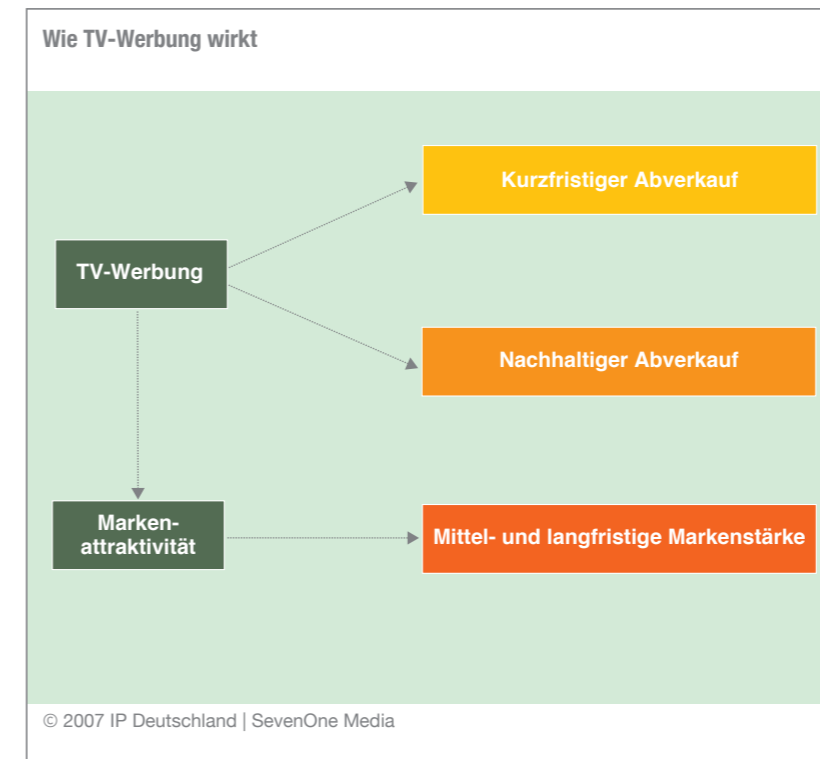 Wie TV-Werbung wirkt
Kurzfristiger Abverkauf
TV-Werbung
Nachhaltiger Abverkauf
Marken-
attraktivität
Mittel- und langfristige Markenstärke
© 2007 IP Deutschland | SevenOne Media